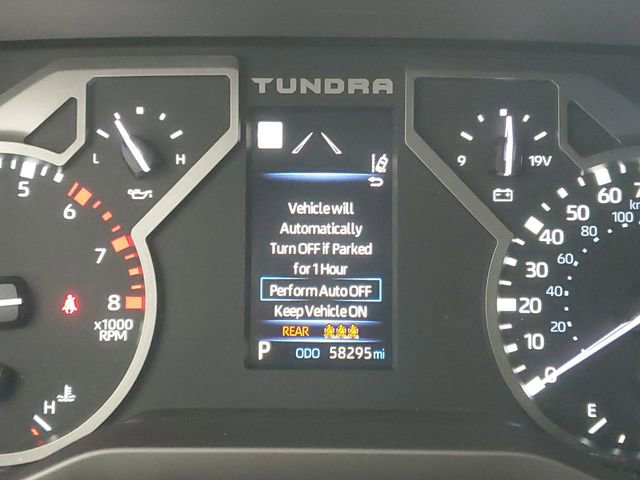 TUNDRA
L H
9 19V
5
6
7
8
x1000
RPM
H
Vehicle will
Automatically
Turn OFF if Parked
for 1 Hour
Perform Auto OFF
Keep Vehicle ON
REAR
P ODO 58295 mi
60
50
40
30
20
10
0
100
80
60
40
20
E